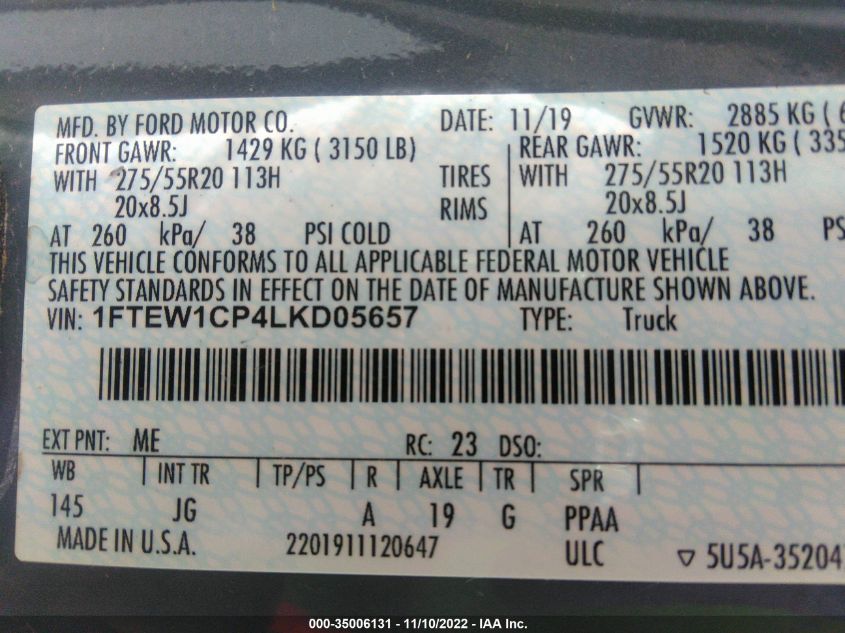 MFD. BY FORD MOTOR CO. DATE: 11/19 GVWR: 2885 KG ( 6
FRONT GAWR: 1429 KG ( 3150 LB) REAR GAWR: 1520 KG ( 335
WITH 275/55R20 113H TIRES WITH 275/55R20 113H
20x8.5J RIMS 20x8.5J
AT 260 kPa/ 38 PSI COLD AT 260 kPa/ 38 PS
THIS VEHICLE CONFORMS TO ALL APPLICABLE FEDERAL MOTOR VEHICLE
SAFETY STANDARDS IN EFFECT ON THE DATE OF MANUFACTURE SHOWN ABOVE.
VIN: 1FTEW1CP4LKD05657 TYPE: Truck
EXT PNT: ME RC: 23 DSO:
WB INT TR TP/PS R AXLE TR SPR
145 JG A 19 G PPAA
MADE IN U.S.A. 2201911120647 ULC ▽ 5U5A-35204
000-35006131 - 11/10/2022 - IAA Inc.